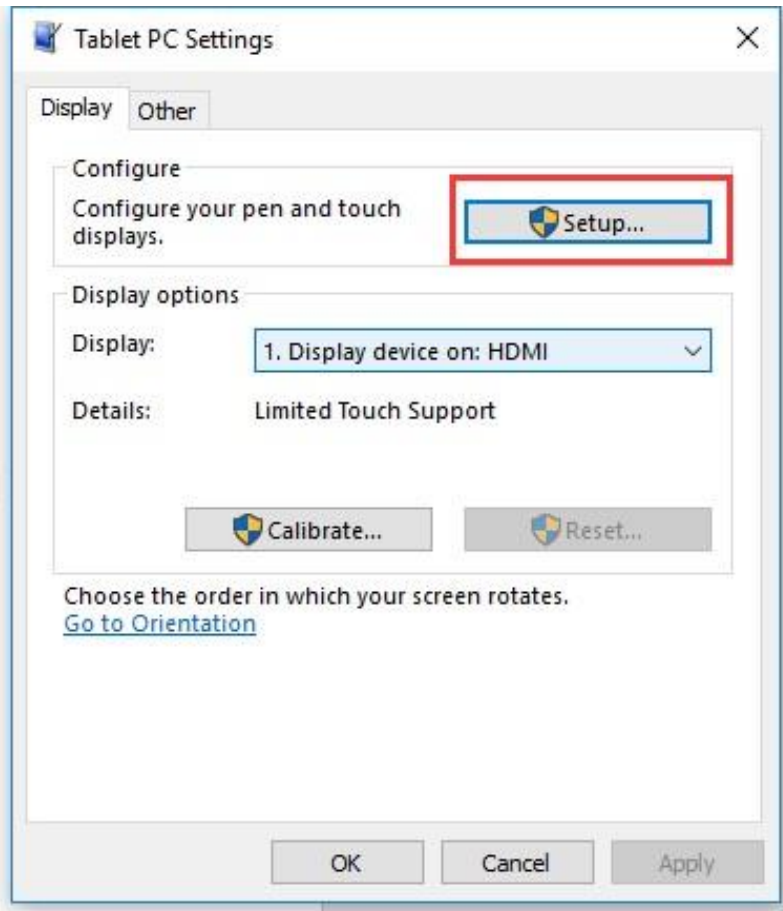 Tablet PC Settings
Display Other
Configure
Configure your pen and touch
displays.
Setup...
Display options
Display: 1. Display device on: HDMI
Details: Limited Touch Support
Calibrate... Reset...
Choose the order in which your screen rotates.
Go to Orientation
OK Cancel Apply